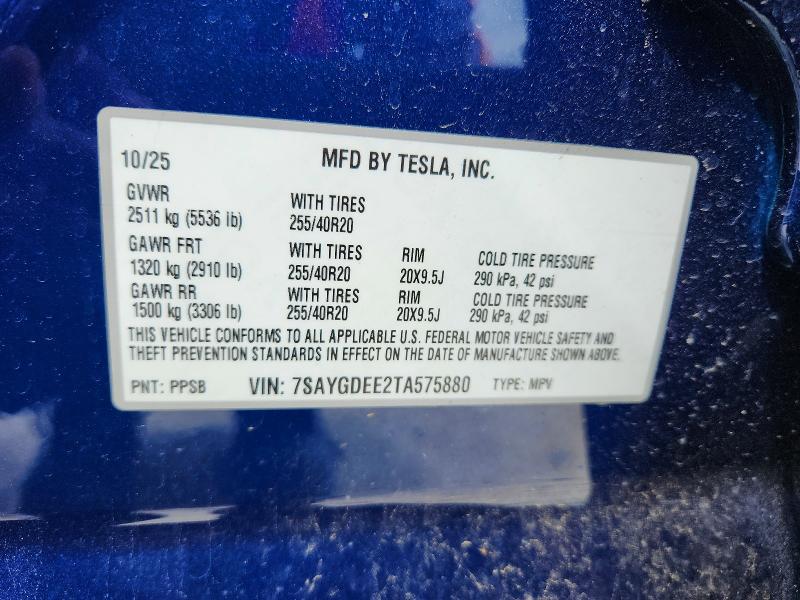 10/25 MFD BY TESLA, INC.
GVWR WITH TIRES
2511 kg (5536 lb) 255/40R20
GAWR FRT WITH TIRES RIM COLD TIRE PRESSURE
1320 kg (2910 lb) 255/40R20 20X9.5J 290 kPa, 42 psi
GAWR RR WITH TIRES RIM COLD TIRE PRESSURE
1500 kg (3306 lb) 255/40R20 20X9.5J 290 kPa, 42 psi
THIS VEHICLE CONFORMS TO ALL APPLICABLE U.S. FEDERAL MOTOR VEHICLE SAFETY AND
THEFT PREVENTION STANDARDS IN EFFECT ON THE DATE OF MANUFACTURE SHOWN ABOVE.
PNT: PPSB VIN: 7SAYGDEE2TA575880 TYPE: MPV